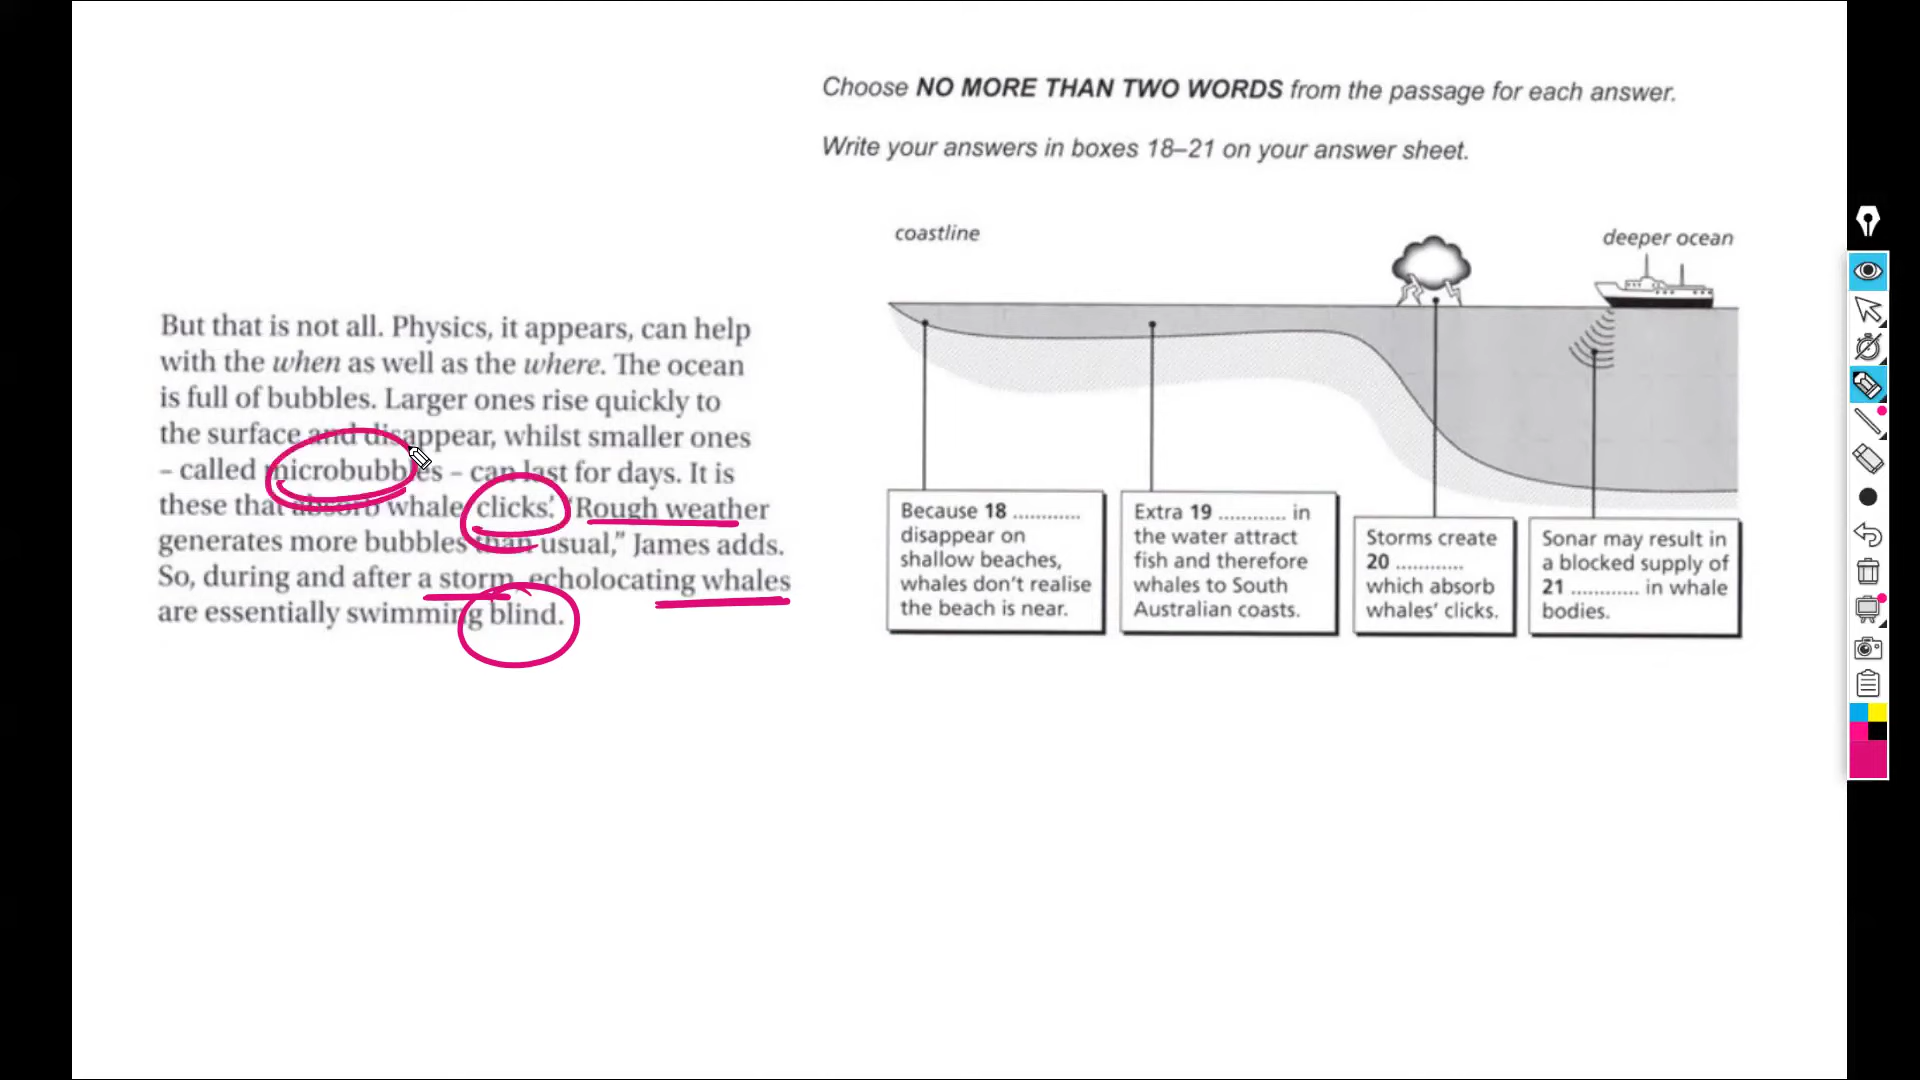 Choose NO MORE THAN TWO WORDS from the passage for each answer.
Write your answers in boxes 18–21 on your answer sheet.
But that is not all. Physics, it appears, can help
with the when as well as the where. The ocean
is full of bubbles. Larger ones rise quickly to
the surface and disappear, whilst smaller ones
– called microbubbles – can last for days. It is
these that absorb whale 'clicks'. "Rough weather
generates more bubbles than usual," James adds.
So, during and after a storm, echolocating whales
are essentially swimming blind.
coastline
deeper ocean
Because 18 ............
disappear on
shallow beaches,
whales don't realise
the beach is near.
Extra 19 ............ in
the water attract
fish and therefore
whales to South
Australian coasts.
Storms create
20 ............
which absorb
whales' clicks.
Sonar may result in
a blocked supply of
21 ............ in whale
bodies.